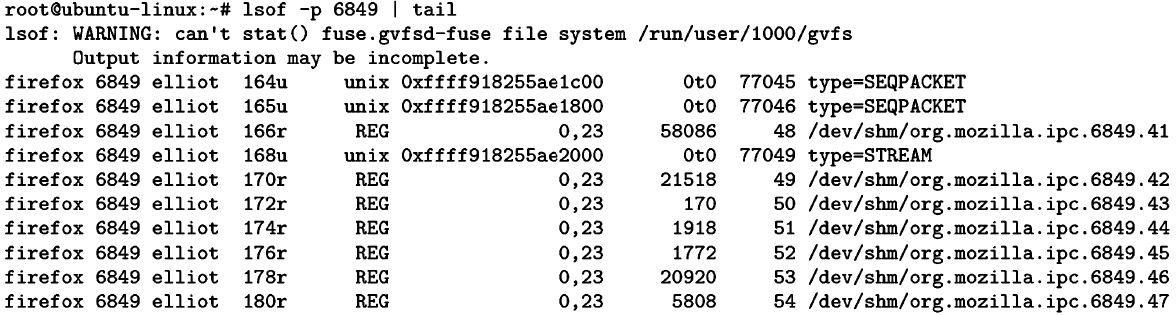 root@ubuntu-linux:~# lsof -p 6849 | tail
lsof: WARNING: can't stat() fuse.gvfsd-fuse file system /run/user/1000/gvfs
      Output information may be incomplete.
firefox 6849 elliot  164u     unix 0xffff918255ae1c00       0t0  77045 type=SEQPACKET
firefox 6849 elliot  165u     unix 0xffff918255ae1800       0t0  77046 type=SEQPACKET
firefox 6849 elliot  166r      REG               0,23     58086     48 /dev/shm/org.mozilla.ipc.6849.41
firefox 6849 elliot  168u     unix 0xffff918255ae2000       0t0  77049 type=STREAM
firefox 6849 elliot  170r      REG               0,23     21518     49 /dev/shm/org.mozilla.ipc.6849.42
firefox 6849 elliot  172r      REG               0,23       170     50 /dev/shm/org.mozilla.ipc.6849.43
firefox 6849 elliot  174r      REG               0,23      1918     51 /dev/shm/org.mozilla.ipc.6849.44
firefox 6849 elliot  176r      REG               0,23      1772     52 /dev/shm/org.mozilla.ipc.6849.45
firefox 6849 elliot  178r      REG               0,23     20920     53 /dev/shm/org.mozilla.ipc.6849.46
firefox 6849 elliot  180r      REG               0,23      5808     54 /dev/shm/org.mozilla.ipc.6849.47